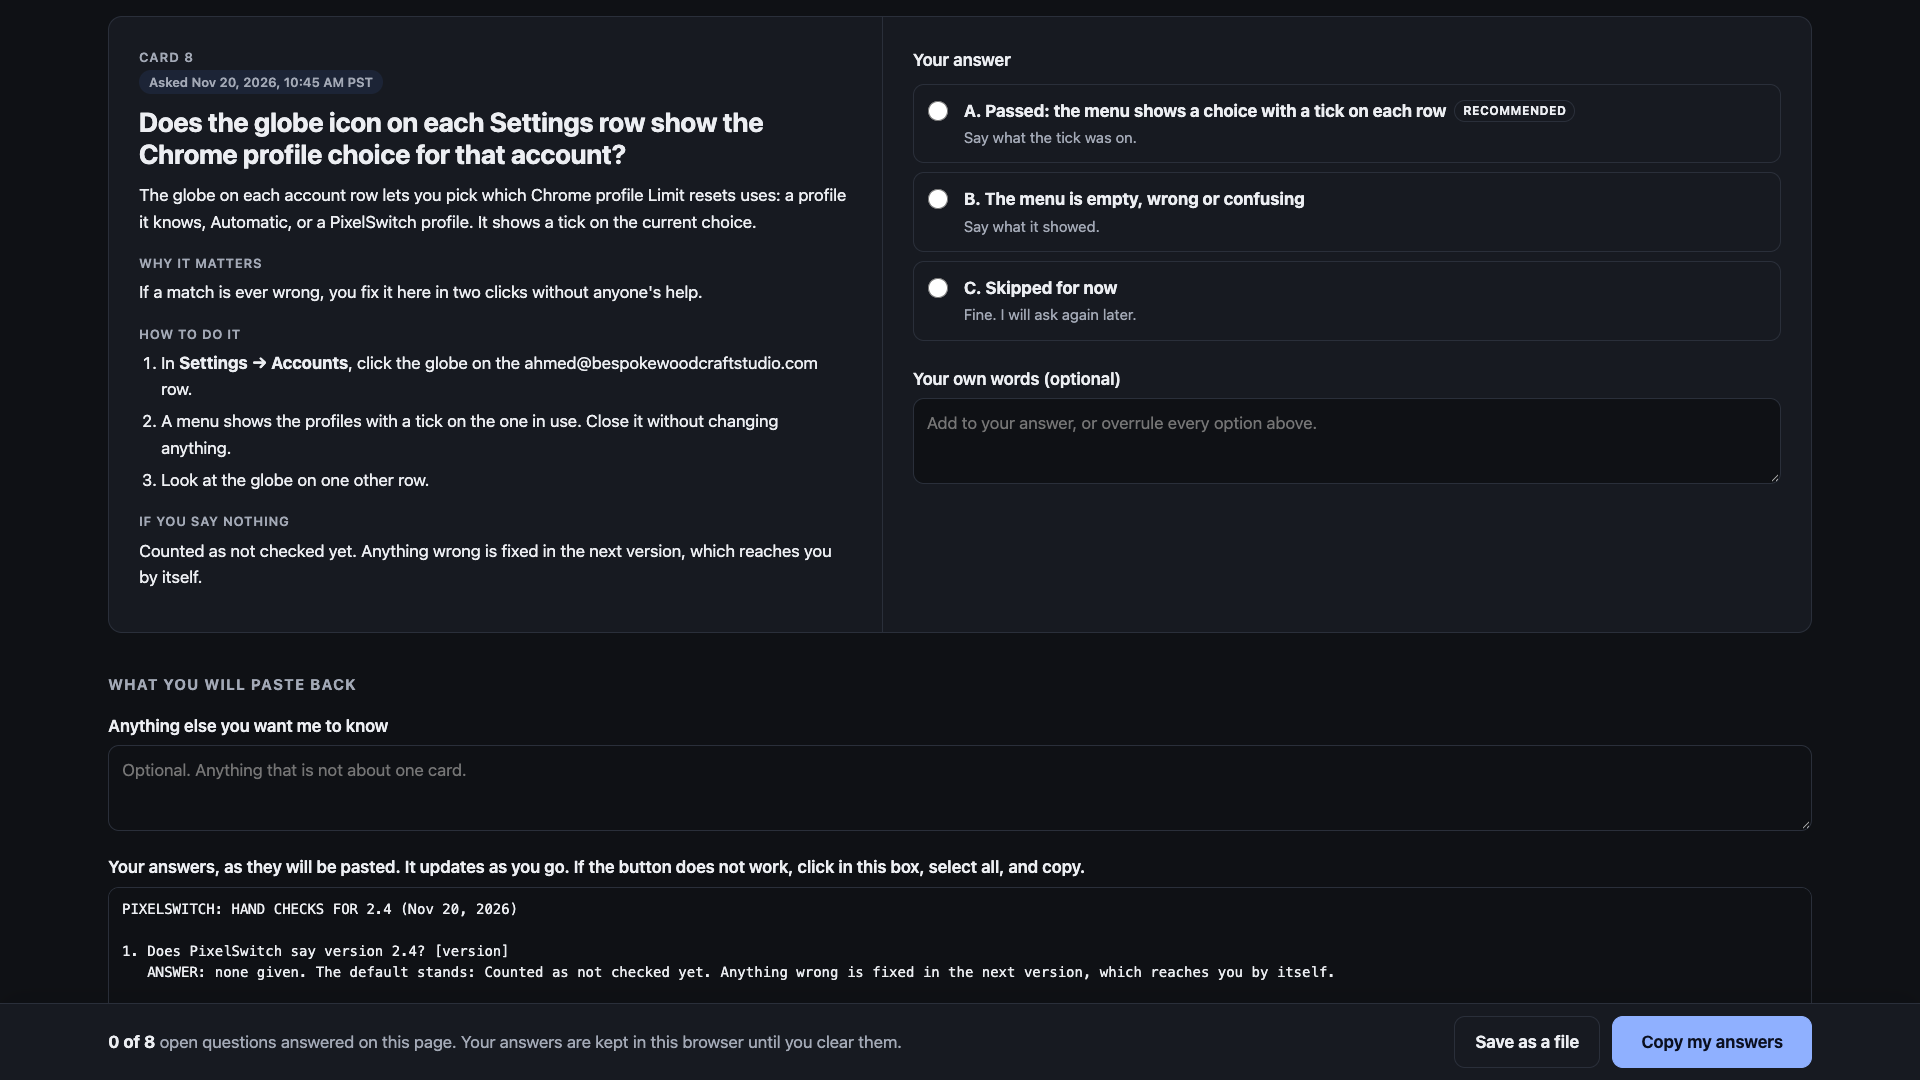 CARD 8
Asked Nov 20, 2026, 10:45 AM PST
Does the globe icon on each Settings row show the
Chrome profile choice for that account?
The globe on each account row lets you pick which Chrome profile Limit resets uses: a profile
it knows, Automatic, or a PixelSwitch profile. It shows a tick on the current choice.
WHY IT MATTERS
If a match is ever wrong, you fix it here in two clicks without anyone's help.
HOW TO DO IT
1. In Settings → Accounts, click the globe on the ahmed@bespokewoodcraftstudio.com
row.
2. A menu shows the profiles with a tick on the one in use. Close it without changing
anything.
3. Look at the globe on one other row.
IF YOU SAY NOTHING
Counted as not checked yet. Anything wrong is fixed in the next version, which reaches you
by itself.
Your answer
A. Passed: the menu shows a choice with a tick on each row RECOMMENDED
Say what the tick was on.
B. The menu is empty, wrong or confusing
Say what it showed.
C. Skipped for now
Fine. I will ask again later.
Your own words (optional)
Add to your answer, or overrule every option above.
WHAT YOU WILL PASTE BACK
Anything else you want me to know
Optional. Anything that is not about one card.
Your answers, as they will be pasted. It updates as you go. If the button does not work, click in this box, select all, and copy.
PIXELSWITCH: HAND CHECKS FOR 2.4 (Nov 20, 2026)
1. Does PixelSwitch say version 2.4? [version]
ANSWER: none given. The default stands: Counted as not checked yet. Anything wrong is fixed in the next version, which reaches you by itself.
0 of 8 open questions answered on this page. Your answers are kept in this browser until you clear them.
Save as a file
Copy my answers